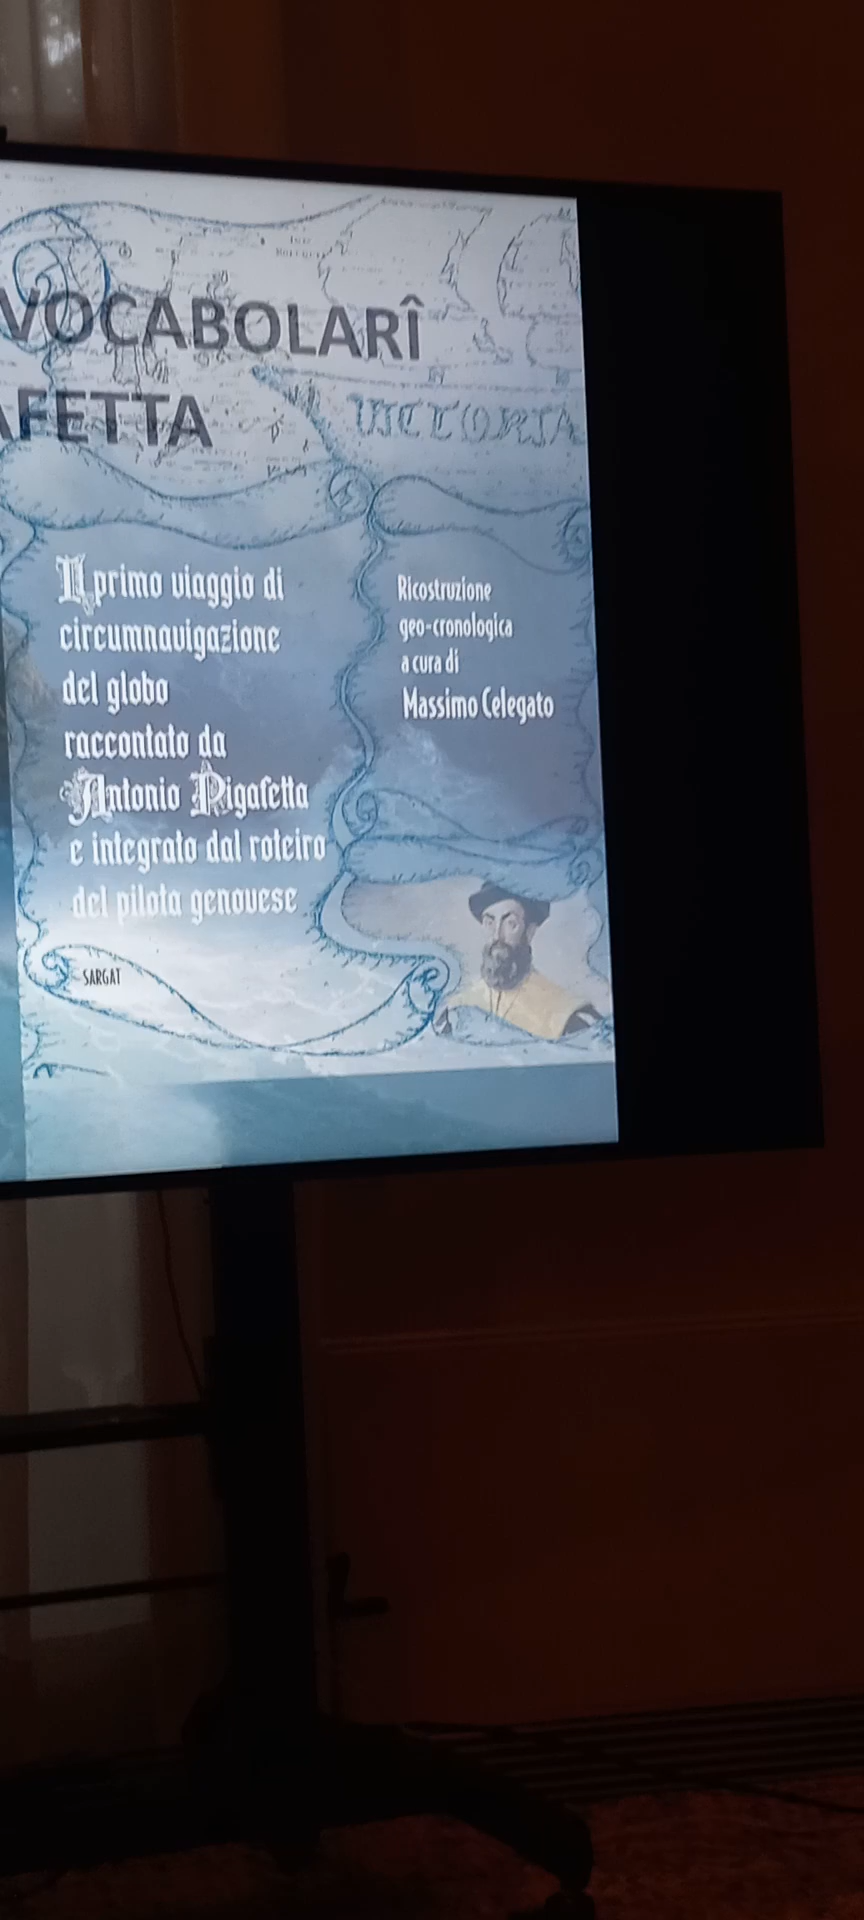 VOCABOLARÎ
AFETTA
VICTORIA
Il primo viaggio di
circumnavigazione
del globo
raccontato da
Antonio Pigafetta
e integrato dal roteiro
del pilota genovese
SARGAT
Ricostruzione
geo-cronologica
a cura di
Massimo Celegato